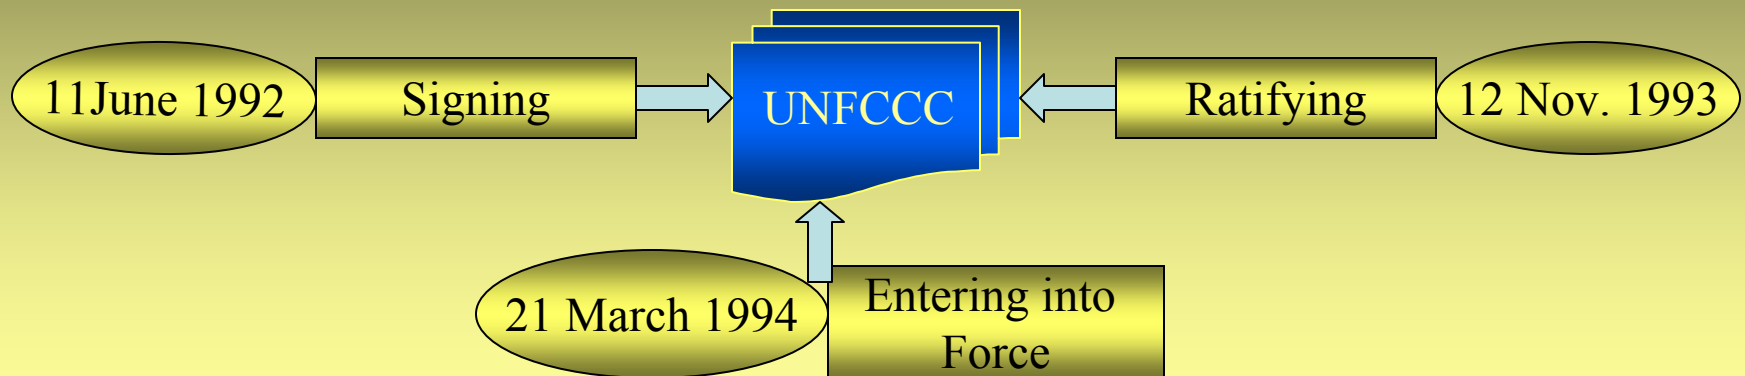 11June 1992
Signing
UNFCCC
Ratifying
12 Nov. 1993
21 March 1994
Entering into
Force